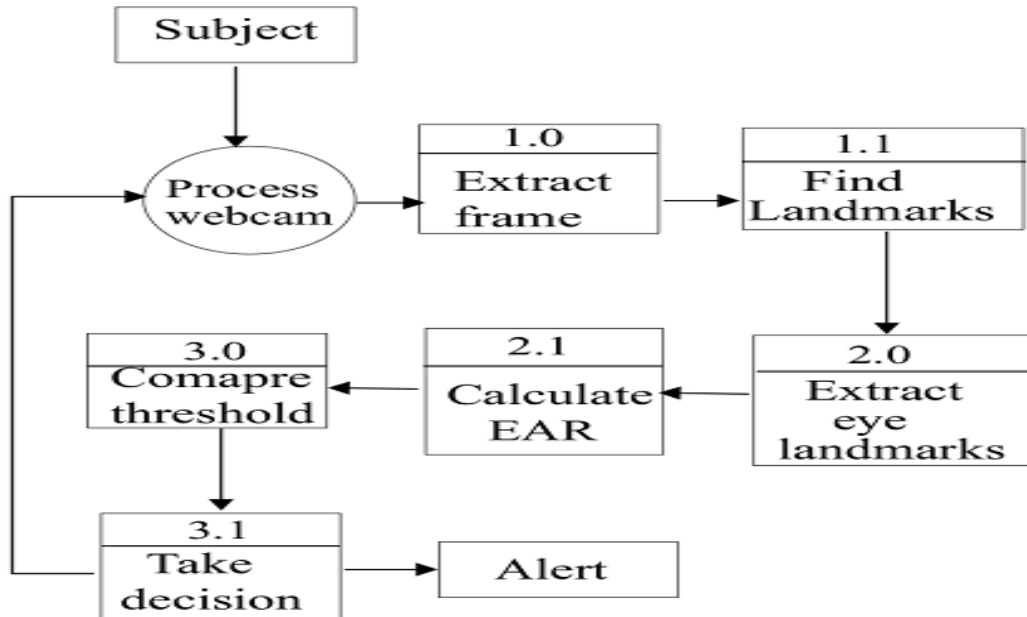 Subject
Process
webcam
1.0
Extract
frame
1.1
Find
Landmarks
2.0
Extract
eye
landmarks
2.1
Calculate
EAR
3.0
Comapre
threshold
3.1
Take
decision
Alert